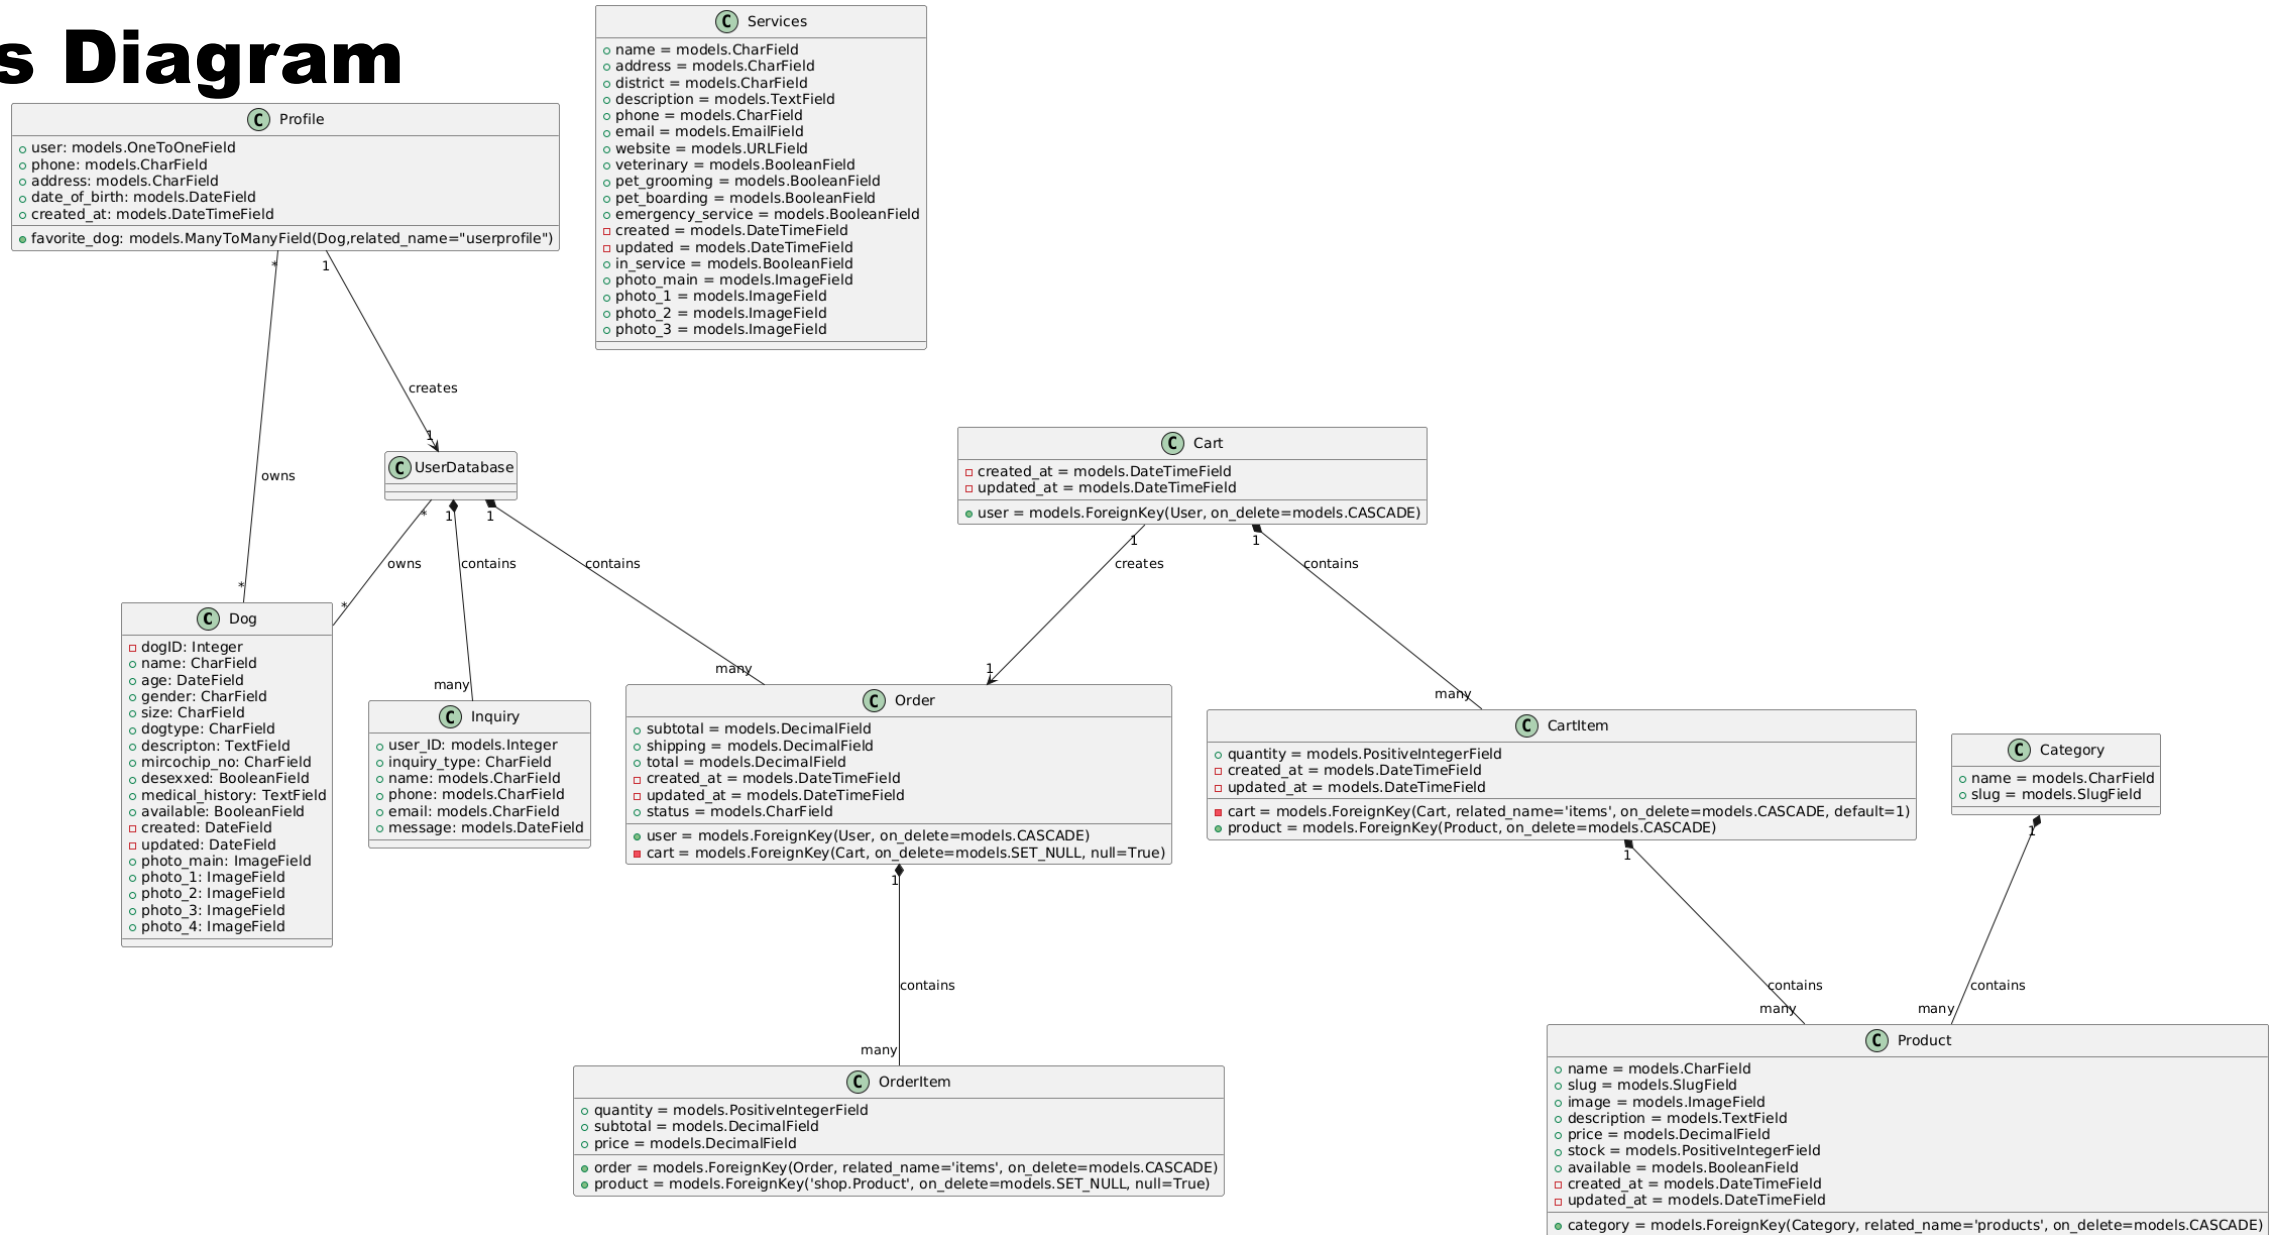 s Diagram
C Services
name = models.CharField
address = models.CharField
district = models.CharField
description = models.TextField
phone = models.CharField
email = models.EmailField
website = models.URLField
veterinary = models.BooleanField
pet_grooming = models.BooleanField
pet_boarding = models.BooleanField
emergency_service = models.BooleanField
created = models.DateTimeField
updated = models.DateTimeField
in_service = models.BooleanField
photo_main = models.ImageField
photo_1 = models.ImageField
photo_2 = models.ImageField
photo_3 = models.ImageField
C Profile
user: models.OneToOneField
phone: models.CharField
address: models.CharField
date_of_birth: models.DateField
created_at: models.DateTimeField
favorite_dog: models.ManyToManyField(Dog,related_name="userprofile")
* 1
creates
owns
1
*
C UserDatabase
* 1 1
owns contains contains
*
many
many
C Cart
created_at = models.DateTimeField
updated_at = models.DateTimeField
user = models.ForeignKey(User, on_delete=models.CASCADE)
1 1
creates contains
1
many
C Dog
dogID: Integer
name: CharField
age: DateField
gender: CharField
size: CharField
dogtype: CharField
descripton: TextField
mircochip_no: CharField
desexxed: BooleanField
medical_history: TextField
available: BooleanField
created: DateField
updated: DateField
photo_main: ImageField
photo_1: ImageField
photo_2: ImageField
photo_3: ImageField
photo_4: ImageField
C Inquiry
user_ID: models.Integer
inquiry_type: CharField
name: models.CharField
phone: models.CharField
email: models.CharField
message: models.DateField
C Order
subtotal = models.DecimalField
shipping = models.DecimalField
total = models.DecimalField
created_at = models.DateTimeField
updated_at = models.DateTimeField
status = models.CharField
user = models.ForeignKey(User, on_delete=models.CASCADE)
cart = models.ForeignKey(Cart, on_delete=models.SET_NULL, null=True)
1
contains
many
C CartItem
quantity = models.PositiveIntegerField
created_at = models.DateTimeField
updated_at = models.DateTimeField
cart = models.ForeignKey(Cart, related_name='items', on_delete=models.CASCADE, default=1)
product = models.ForeignKey(Product, on_delete=models.CASCADE)
1
contains
many
C Category
name = models.CharField
slug = models.SlugField
1
contains
many
C OrderItem
quantity = models.PositiveIntegerField
subtotal = models.DecimalField
price = models.DecimalField
order = models.ForeignKey(Order, related_name='items', on_delete=models.CASCADE)
product = models.ForeignKey('shop.Product', on_delete=models.SET_NULL, null=True)
C Product
name = models.CharField
slug = models.SlugField
image = models.ImageField
description = models.TextField
price = models.DecimalField
stock = models.PositiveIntegerField
available = models.BooleanField
created_at = models.DateTimeField
updated_at = models.DateTimeField
category = models.ForeignKey(Category, related_name='products', on_delete=models.CASCADE)